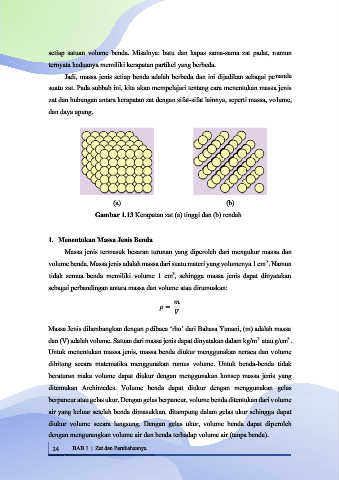 setiap satuan volume benda. Misalnya: batu dan kapas sama-sama zat padat, namun
ternyata keduanya memiliki kerapatan partikel yang berbeda.
Jadi, massa jenis setiap benda adalah berbeda dan ini dijadikan sebagai penanda
suatu zat. Pada subbab ini, kita akan mempelajari tentang cara menentukan massa jenis
zat dan hubungan antara kerapatan zat dengan sifat-sifat lainnya, seperti massa, volume,
dan daya apung.
(a) (b)
Gambar 1.13 Kerapatan zat (a) tinggi dan (b) rendah
1. Menentukan Massa Jenis Benda
Massa jenis termasuk besaran turunan yang diperoleh dari mengukur massa dan
volume benda. Massa jenis adalah massa dari suatu materi yang volumenya 1 cm³. Namun
tidak semua benda memiliki volume 1 cm³, sehingga massa jenis dapat dinyatakan
sebagai perbandingan antara massa dan volume atau dirumuskan:
ρ = m/V
Massa Jenis dilambangkan dengan ρ dibaca 'rho' dari Bahasa Yunani, (m) adalah massa
dan (V) adalah volume. Satuan dari massa jenis dapat dinyatakan dalam kg/m³ atau g/cm³.
Untuk menentukan massa jenis, massa benda diukur menggunakan neraca dan volume
dihitung secara matematika menggunakan rumus volume. Untuk benda-benda tidak
beraturan maka volume dapat diukur dengan menggunakan konsep massa jenis yang
ditemukan Archimedes. Volume benda dapat diukur dengan menggunakan gelas
berpancur atau gelas ukur. Dengan gelas berpancur, volume benda ditentukan dari volume
air yang keluar setelah benda dimasukkan. ditampung dalam gelas ukur sehingga dapat
diukur volume secara langsung. Dengan gelas ukur, volume benda dapat diperoleh
dengan mengurangkan volume air dan benda terhadap volume air (tanpa benda).
24 BAB 1 | Zat dan Perubahannya